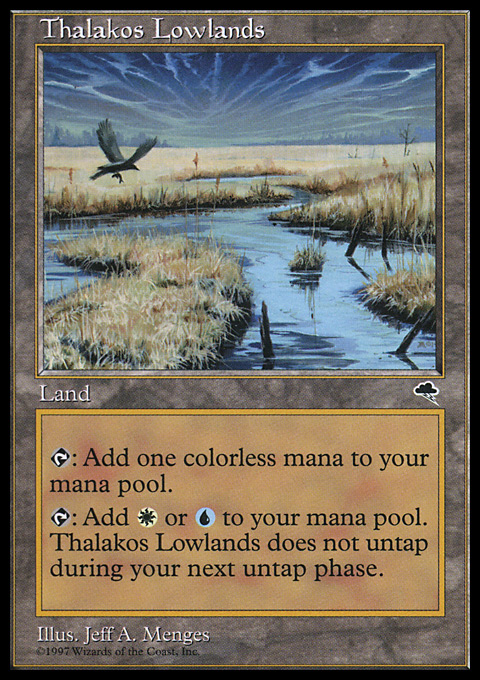 Thalakos Lowlands
Land
: Add one colorless mana to your
mana pool.
: Add or to your mana pool.
Thalakos Lowlands does not untap
during your next untap phase.
Illus. Jeff A. Menges
©1997 Wizards of the Coast, Inc.